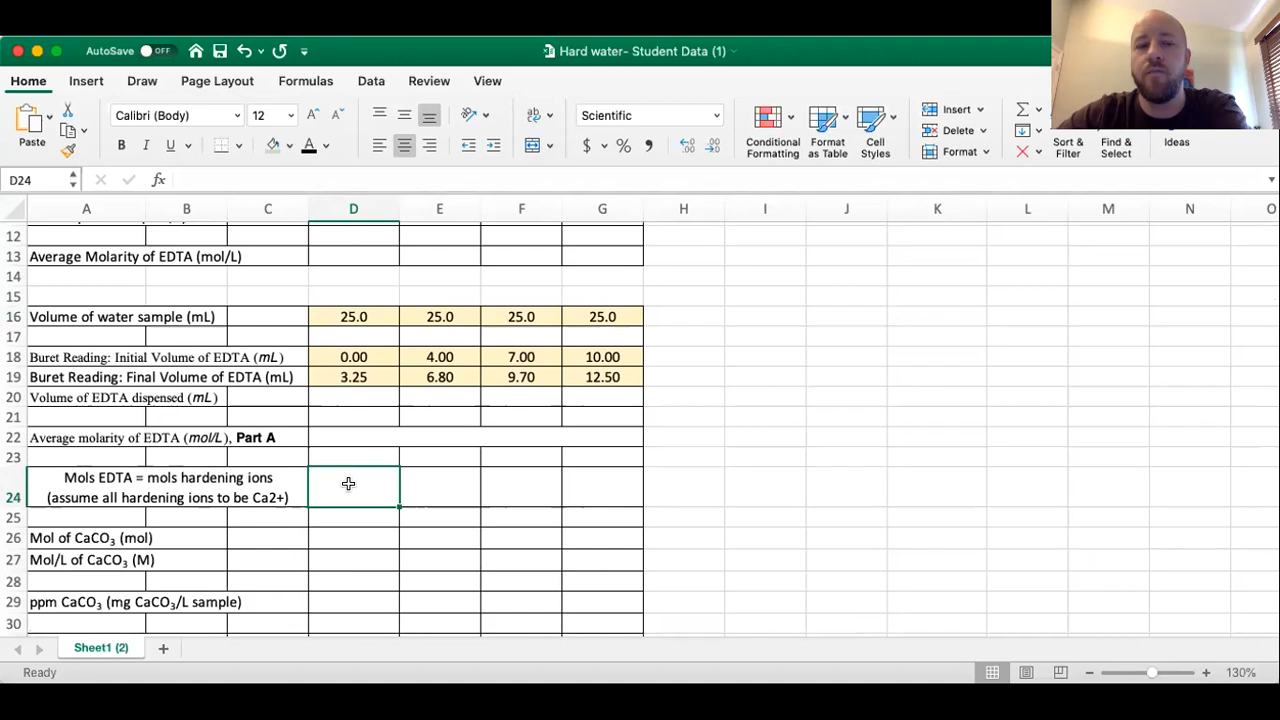 AutoSave OFF
Hard water- Student Data (1)
Home Insert Draw Page Layout Formulas Data Review View
Paste
Calibri (Body) 12
B I U
A
Scientific
$ % 9
Conditional Formatting
Format as Table
Cell Styles
Insert
Delete
Format
Sort & Filter
Find & Select
Ideas
D24 fx
A B C D E F G H I J K L M N O
12
13 Average Molarity of EDTA (mol/L)
14
15
16 Volume of water sample (mL) 25.0 25.0 25.0 25.0
17
18 Buret Reading: Initial Volume of EDTA (mL) 0.00 4.00 7.00 10.00
19 Buret Reading: Final Volume of EDTA (mL) 3.25 6.80 9.70 12.50
20 Volume of EDTA dispensed (mL)
21
22 Average molarity of EDTA (mol/L), Part A
23
Mols EDTA = mols hardening ions
24 (assume all hardening ions to be Ca2+)
25
26 Mol of CaCO₃ (mol)
27 Mol/L of CaCO₃ (M)
28
29 ppm CaCO₃ (mg CaCO₃/L sample)
30
Sheet1 (2)
Ready 130%